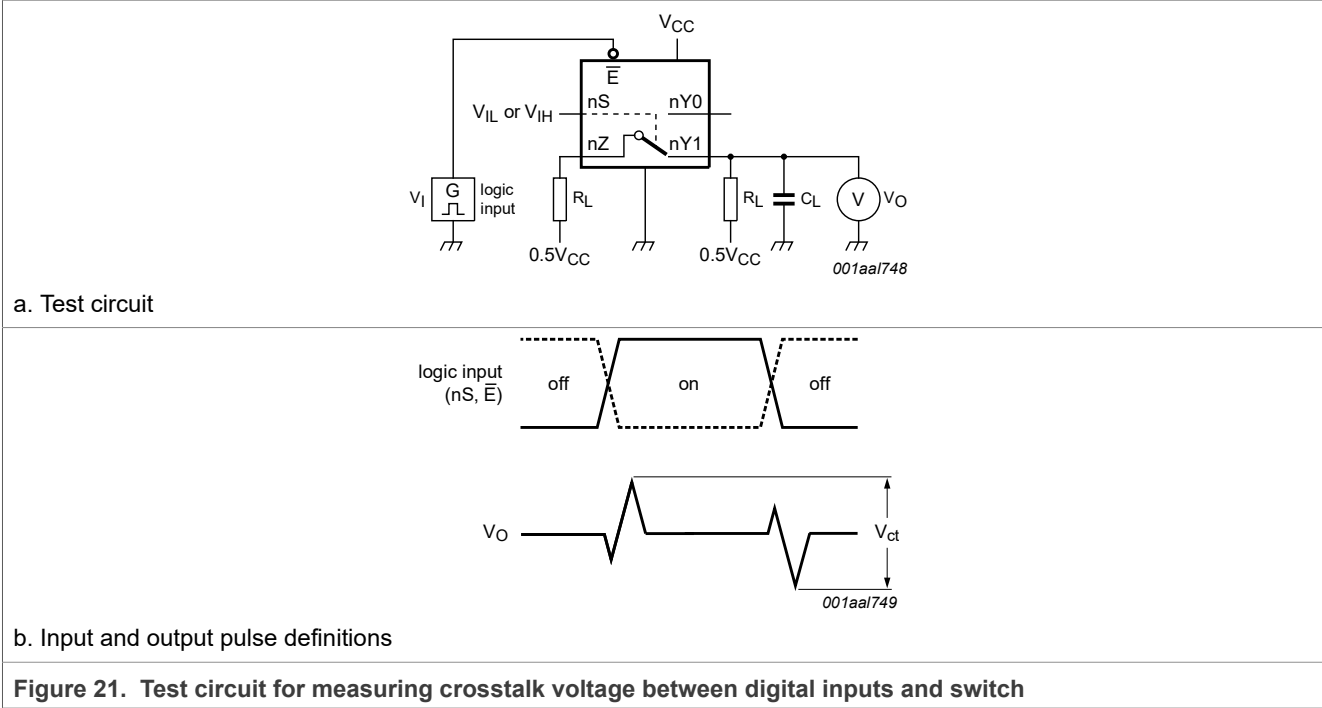 VCC
E̅
nS
nY0
VIL or VIH
nZ
nY1
VI
G
logic
input
RL
RL
CL
V
VO
0.5VCC
0.5VCC
001aal748
a. Test circuit
logic input
(nS, E̅)
off
on
off
VO
Vct
001aal749
b. Input and output pulse definitions
Figure 21. Test circuit for measuring crosstalk voltage between digital inputs and switch